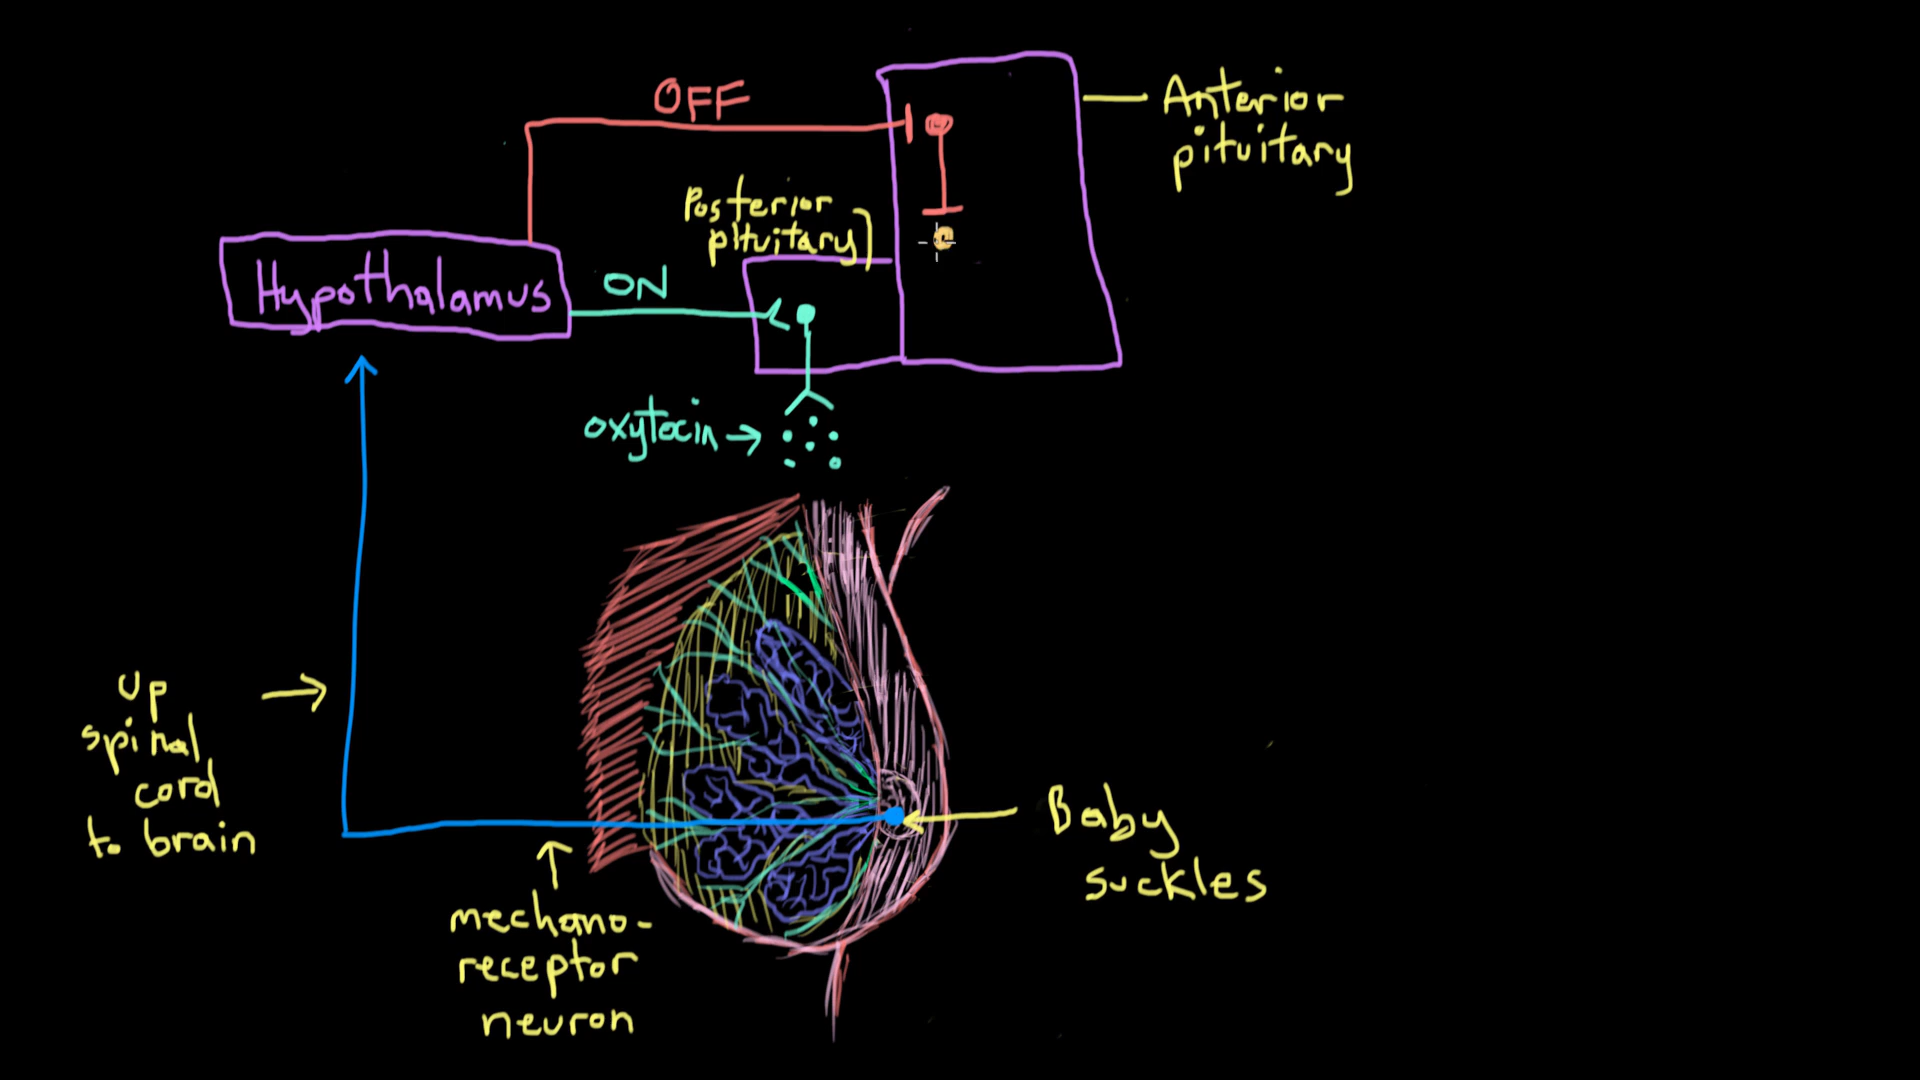 OFF
Anterior
pituitary
Posterior
pituitary
Hypothalamus
ON
oxytocin
Up
spinal
cord
to brain
Baby
suckles
mechano-
receptor
neuron